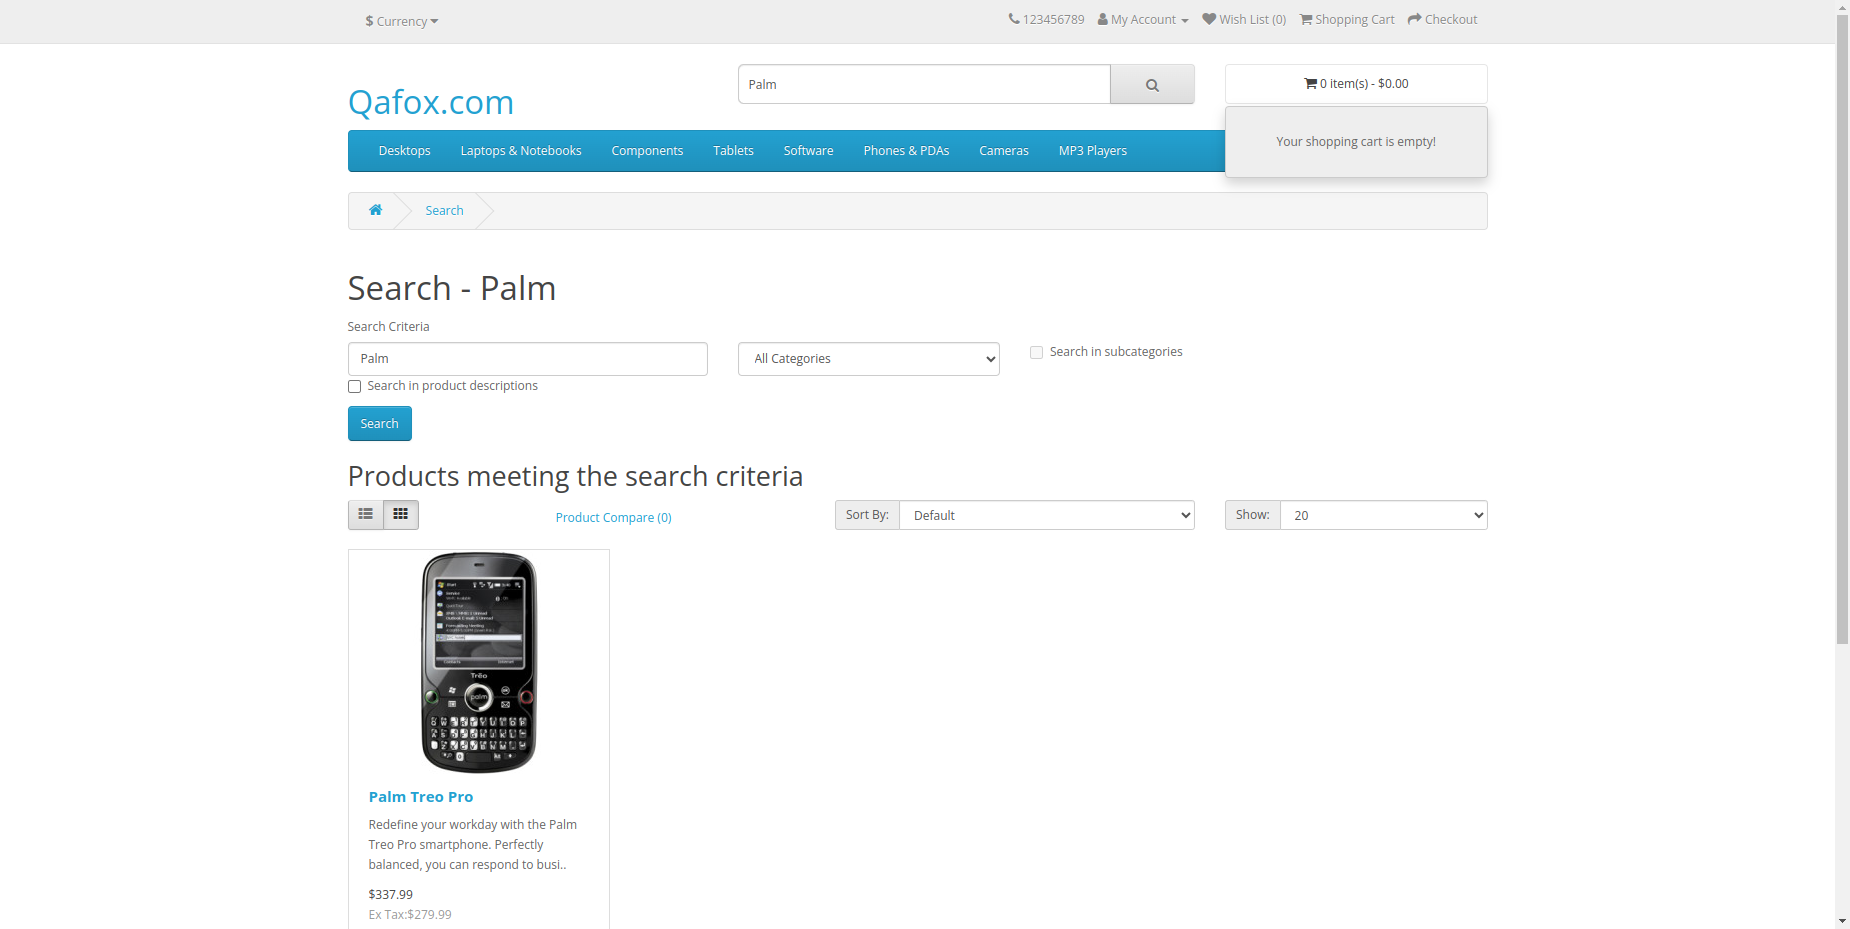 $ Currency
123456789 My Account Wish List (0) Shopping Cart Checkout
Qafox.com
Palm
0 item(s) - $0.00
Your shopping cart is empty!
Desktops Laptops & Notebooks Components Tablets Software Phones & PDAs Cameras MP3 Players
Search
Search - Palm
Search Criteria
Palm
All Categories
Search in subcategories
Search in product descriptions
Search
Products meeting the search criteria
Product Compare (0)
Sort By: Default
Show: 20
Treo
palm
Palm Treo Pro
Redefine your workday with the Palm
Treo Pro smartphone. Perfectly
balanced, you can respond to busi..
$337.99
Ex Tax:$279.99